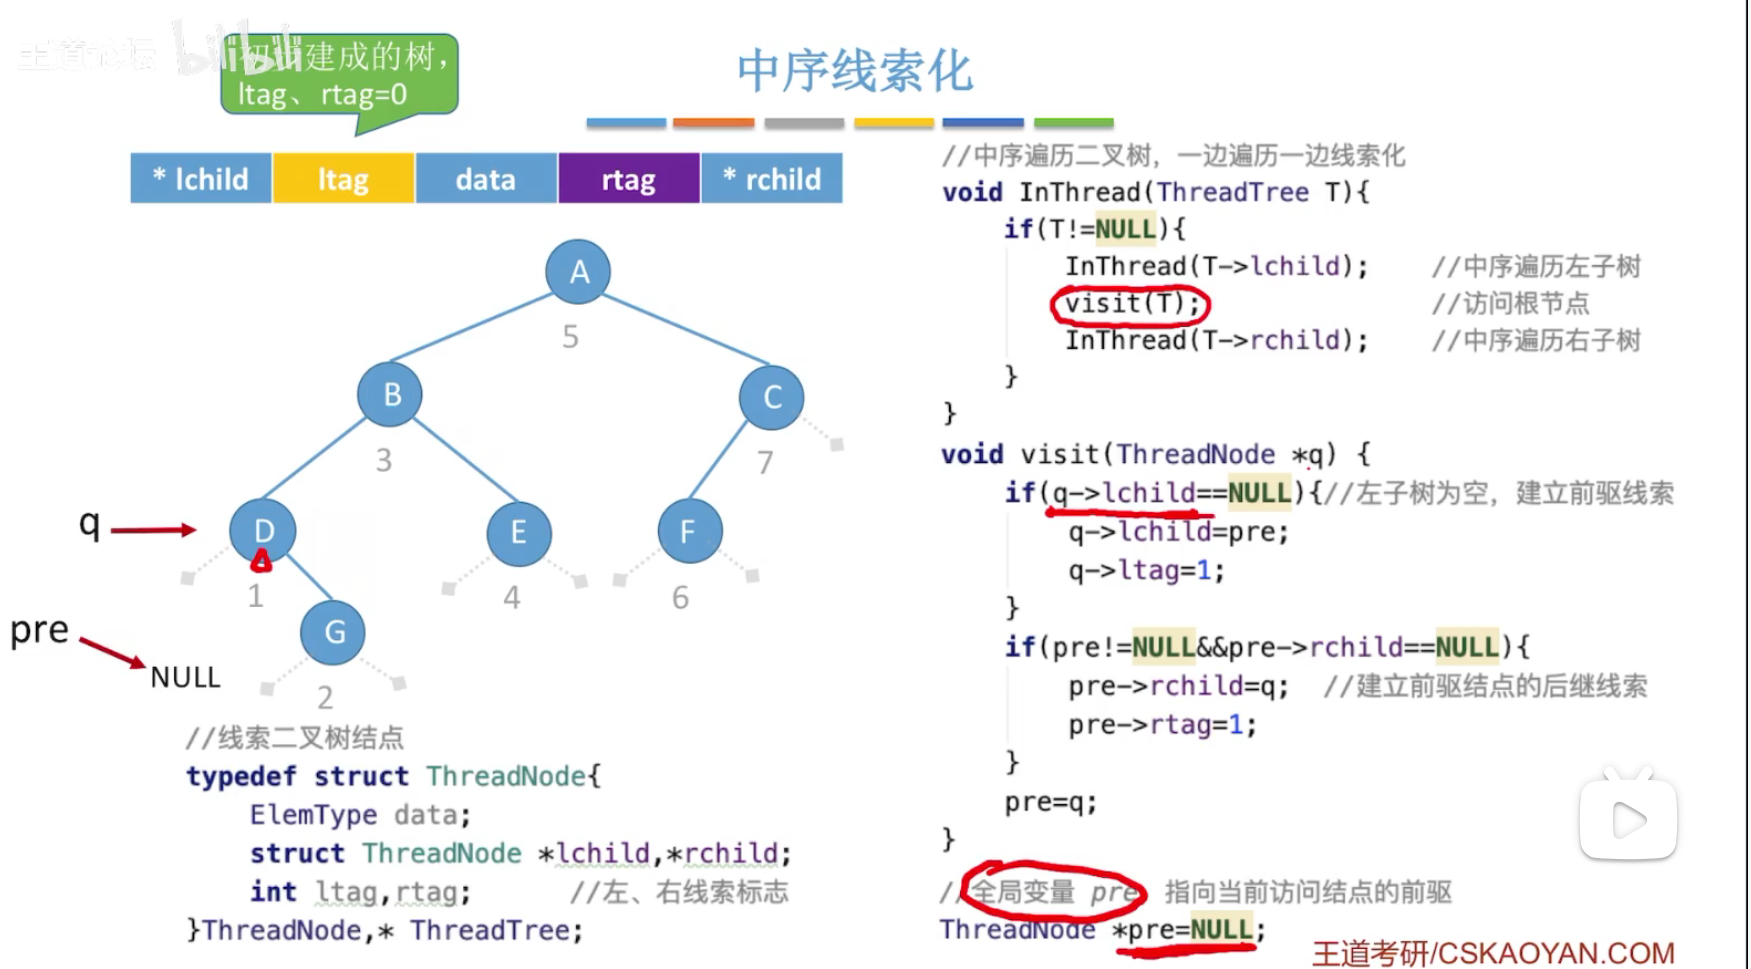 王道论坛 bilibili
初步建成的树，
ltag、rtag=0
中序线索化
* lchild ltag data rtag * rchild
A
5
B
C
3
7
q
D
E
F
1
4
6
pre
NULL
G
2
//线索二叉树结点
typedef struct ThreadNode{
ElemType data;
struct ThreadNode *lchild,*rchild;
int ltag,rtag; //左、右线索标志
}ThreadNode,* ThreadTree;
//中序遍历二叉树，一边遍历一边线索化
void InThread(ThreadTree T){
if(T!=NULL){
InThread(T->lchild); //中序遍历左子树
visit(T); //访问根节点
InThread(T->rchild); //中序遍历右子树
}
}
void visit(ThreadNode *q) {
if(q->lchild==NULL){//左子树为空，建立前驱线索
q->lchild=pre;
q->ltag=1;
}
if(pre!=NULL&&pre->rchild==NULL){
pre->rchild=q; //建立前驱结点的后继线索
pre->rtag=1;
}
pre=q;
}
//全局变量 pre 指向当前访问结点的前驱
ThreadNode *pre=NULL;
王道考研/CSKAOYAN.COM